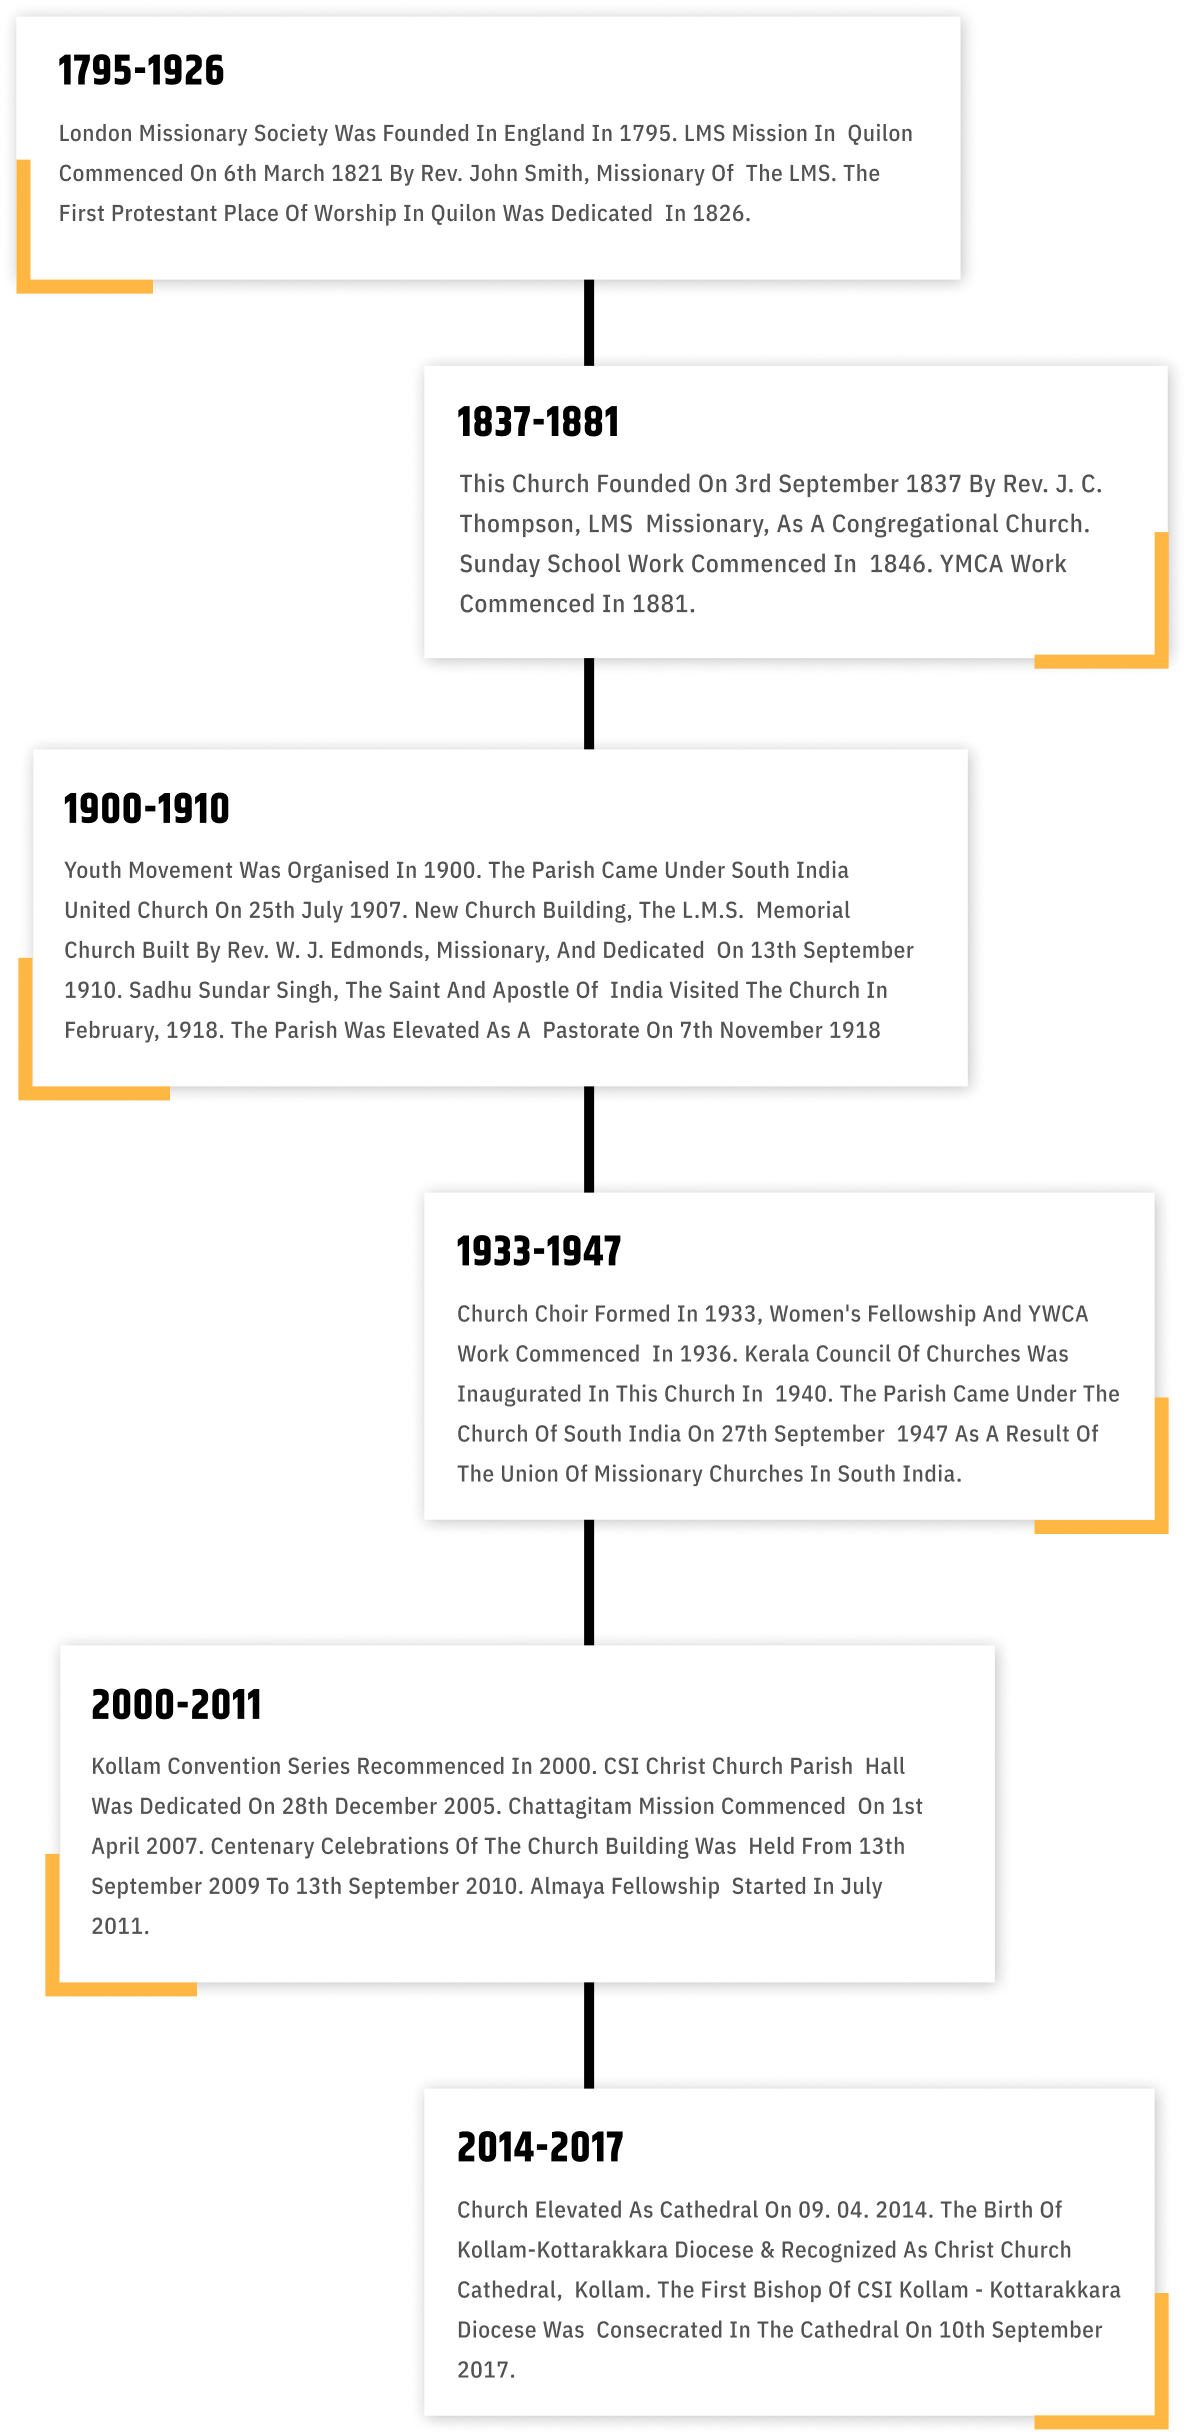 1795-1926
London Missionary Society Was Founded In England In 1795. LMS Mission In  Quilon
Commenced On 6th March 1821 By Rev. John Smith, Missionary Of  The LMS. The
First Protestant Place Of Worship In Quilon Was Dedicated  In 1826.
1837-1881
This Church Founded On 3rd September 1837 By Rev. J. C.
Thompson, LMS  Missionary, As A Congregational Church.
Sunday School Work Commenced In  1846. YMCA Work
Commenced In 1881.
1900-1910
Youth Movement Was Organised In 1900. The Parish Came Under South India
United Church On 25th July 1907. New Church Building, The L.M.S.  Memorial
Church Built By Rev. W. J. Edmonds, Missionary, And Dedicated  On 13th September
1910. Sadhu Sundar Singh, The Saint And Apostle Of  India Visited The Church In
February, 1918. The Parish Was Elevated As A  Pastorate On 7th November 1918
1933-1947
Church Choir Formed In 1933, Women's Fellowship And YWCA
Work Commenced  In 1936. Kerala Council Of Churches Was
Inaugurated In This Church In  1940. The Parish Came Under The
Church Of South India On 27th September  1947 As A Result Of
The Union Of Missionary Churches In South India.
2000-2011
Kollam Convention Series Recommenced In 2000. CSI Christ Church Parish  Hall
Was Dedicated On 28th December 2005. Chattagitam Mission Commenced  On 1st
April 2007. Centenary Celebrations Of The Church Building Was  Held From 13th
September 2009 To 13th September 2010. Almaya Fellowship  Started In July
2011.
2014-2017
Church Elevated As Cathedral On 09. 04. 2014. The Birth Of
Kollam-Kottarakkara Diocese & Recognized As Christ Church
Cathedral,  Kollam. The First Bishop Of CSI Kollam - Kottarakkara
Diocese Was  Consecrated In The Cathedral On 10th September
2017.